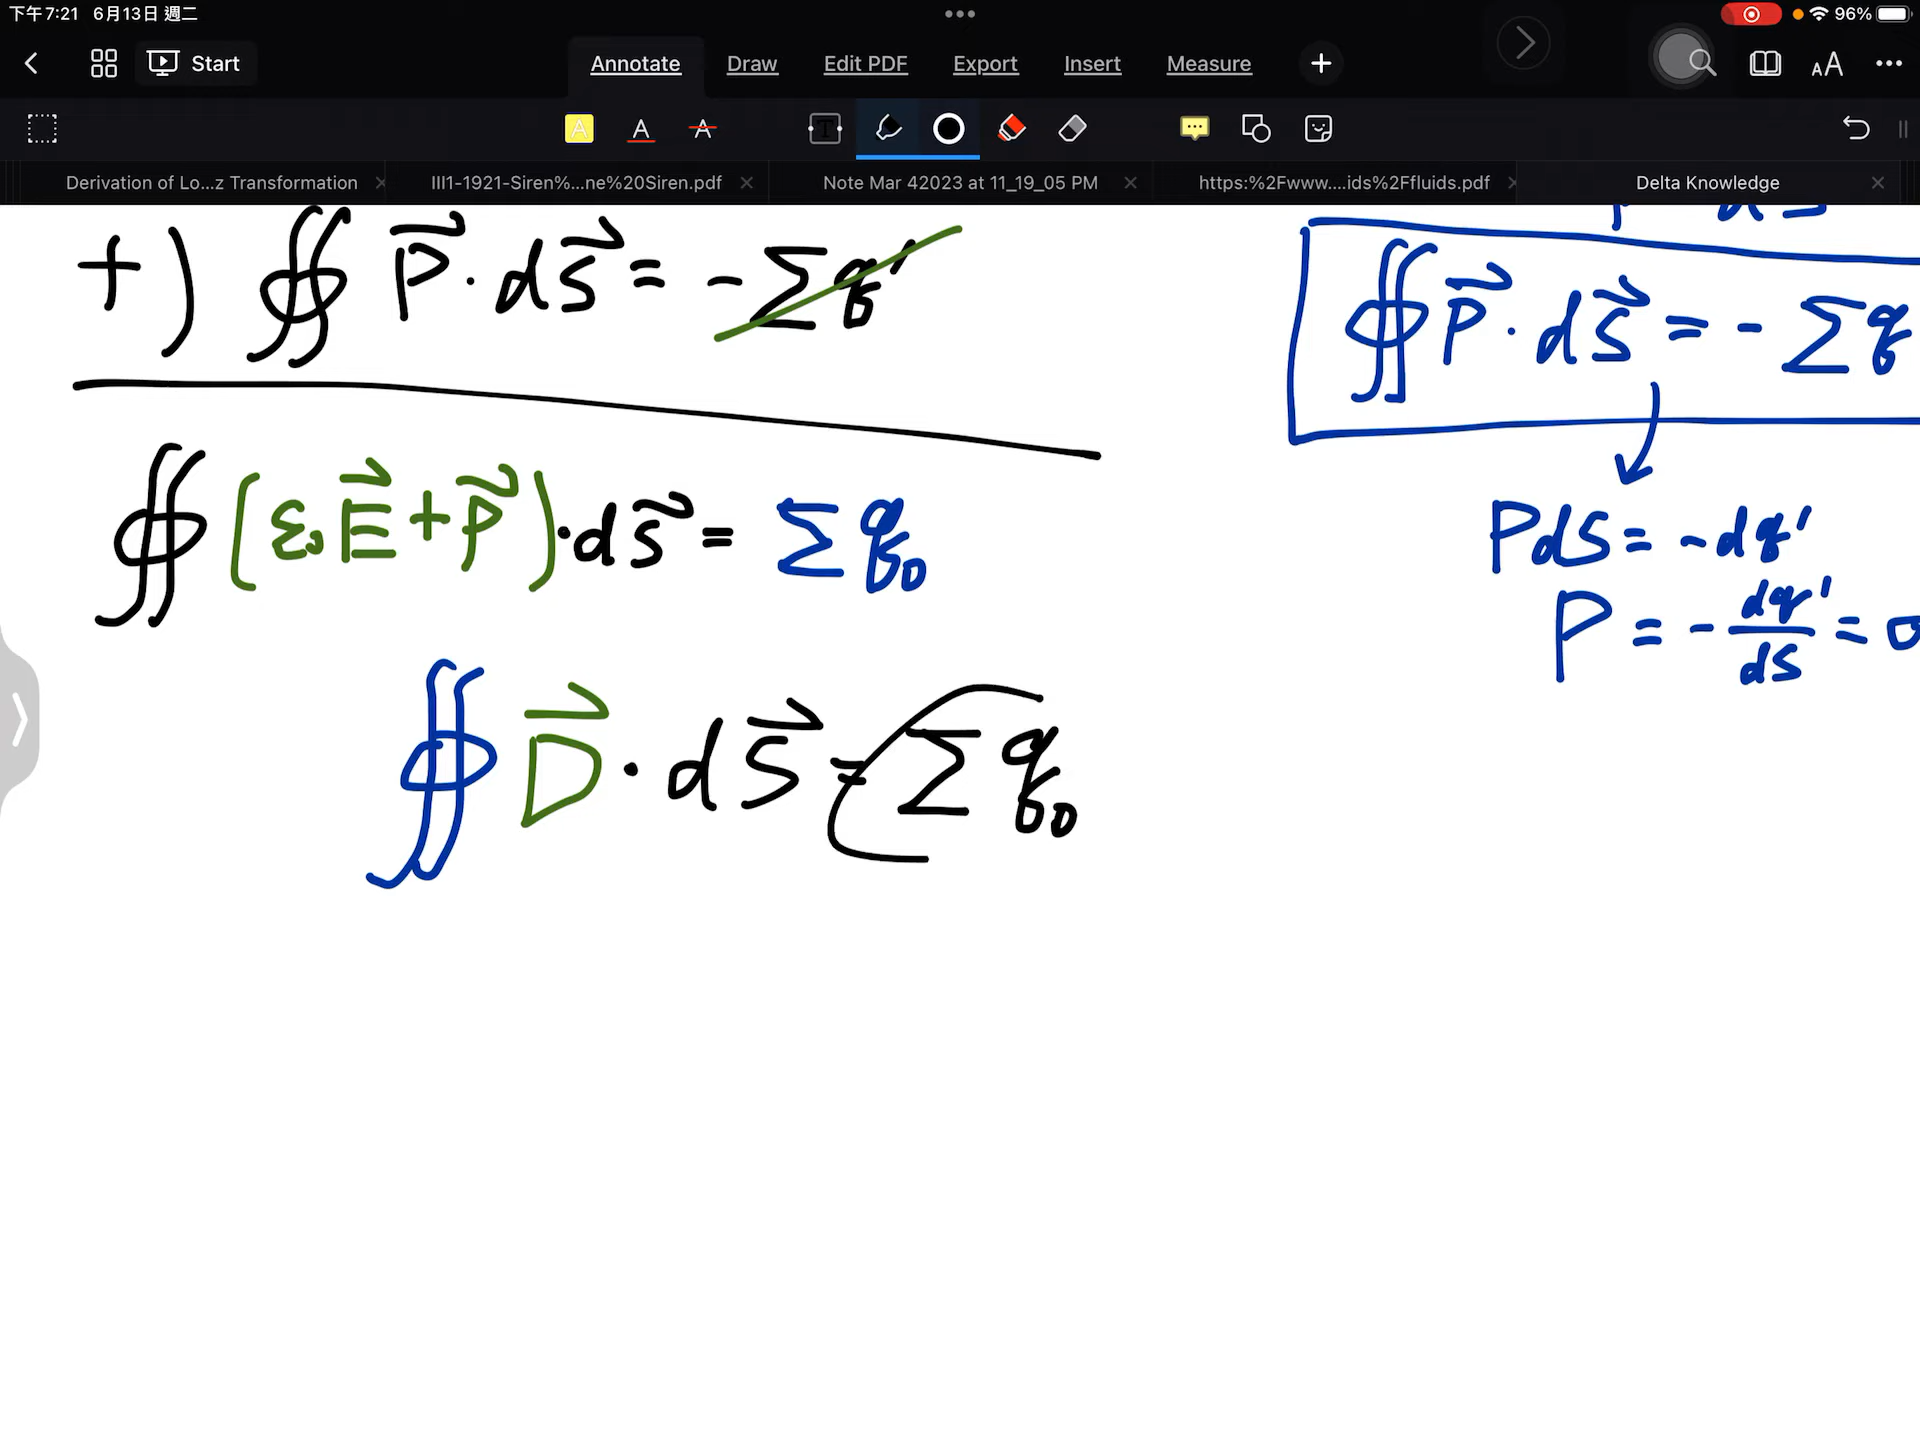 下午7:21 6月13日 週二
96%
Start
Annotate Draw Edit PDF Export Insert Measure
Derivation of Lo...z Transformation
III1-1921-Siren%...ne%20Siren.pdf
Note Mar 42023 at 11_19_05 PM
https:%2Fwww....ids%2Ffluids.pdf
Delta Knowledge
+) ∯ P⃗ · dS⃗ = - Σq'
∯ (ε₀E⃗ + P⃗) · dS⃗ = Σq₀
∯ D⃗ · dS⃗ = Σq₀
∯ P⃗ · dS⃗ = - Σq
PdS = -dq'
P = - dq'/dS =